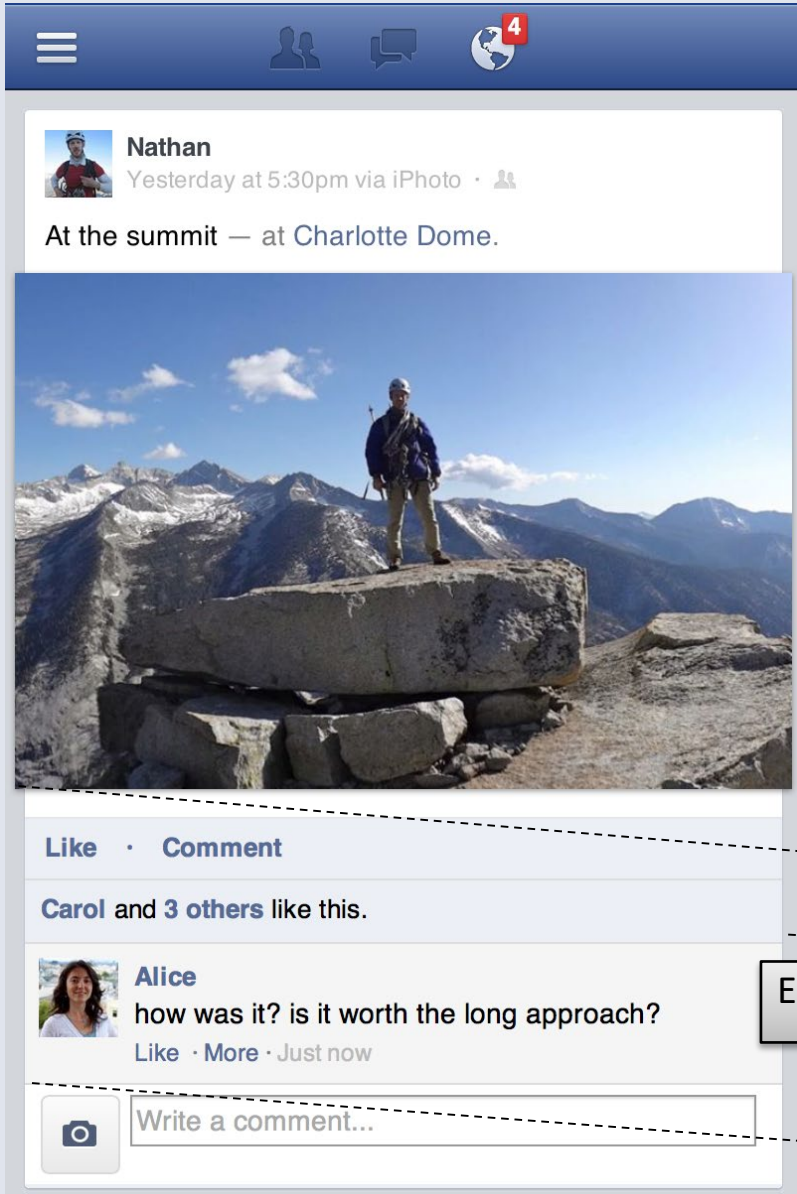 4
Nathan
Yesterday at 5:30pm via iPhoto ·
At the summit — at Charlotte Dome.
Like · Comment
Carol and 3 others like this.
Alice
how was it? is it worth the long approach?
Like · More · Just now
E
Write a comment...